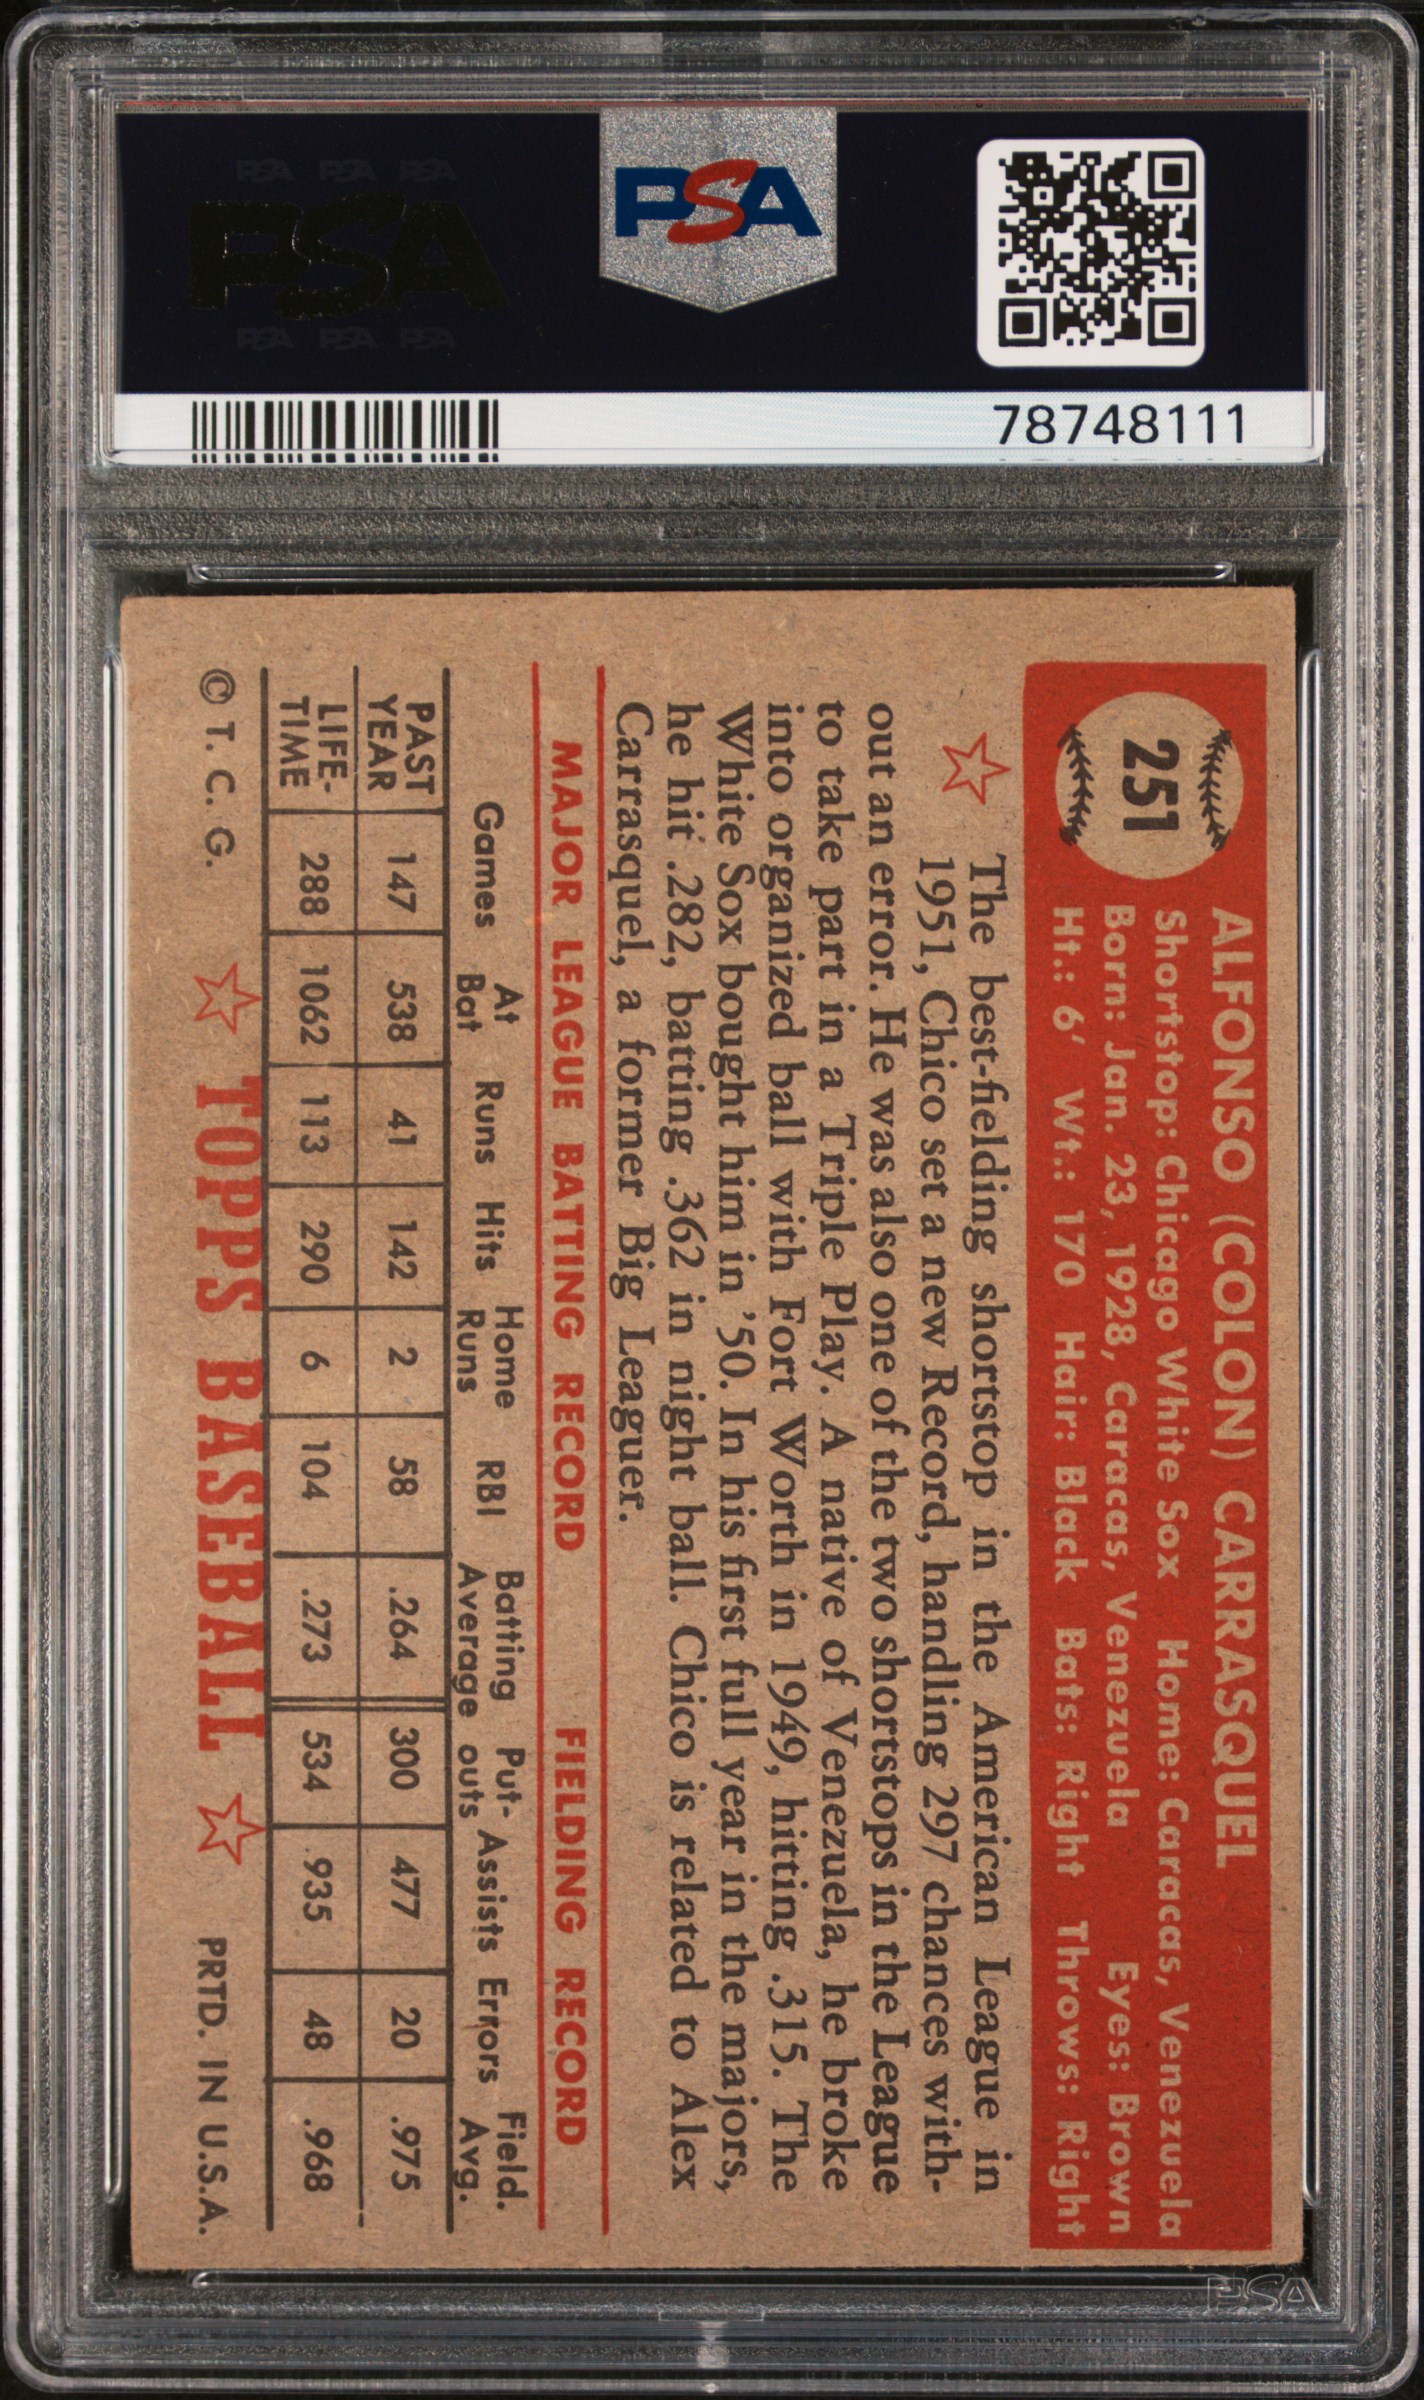 PSA
PSA PSA PSA
PSA
PSA PSA PSA
78748111
251
ALFONSO (COLON) CARRASQUEL
Shortstop: Chicago White Sox Home: Caracas, Venezuela
Born: Jan. 23, 1928, Caracas, Venezuela Eyes: Brown
Ht.: 6' Wt.: 170 Hair: Black Bats: Right Throws: Right
The best-fielding shortstop in the American League in
1951, Chico set a new Record, handling 297 chances with-
out an error. He was also one of the two shortstops in the League
to take part in a Triple Play. A native of Venezuela, he broke
into organized ball with Fort Worth in 1949, hitting .315. The
White Sox bought him in '50. In his first full year in the majors,
he hit .282, batting .362 in night ball. Chico is related to Alex
Carrasquel, a former Big Leaguer.
MAJOR LEAGUE BATTING RECORD FIELDING RECORD
Games At Bat Runs Hits Home Runs RBI Batting Average Put-outs Assists Errors Field. Avg.
PAST YEAR 147 538 41 142 2 58 .264 300 477 20 .975
LIFE-TIME 288 1062 113 290 6 104 .273 534 935 48 .968
© T. C. G. TOPPS BASEBALL PRTD. IN U.S.A.
PSA